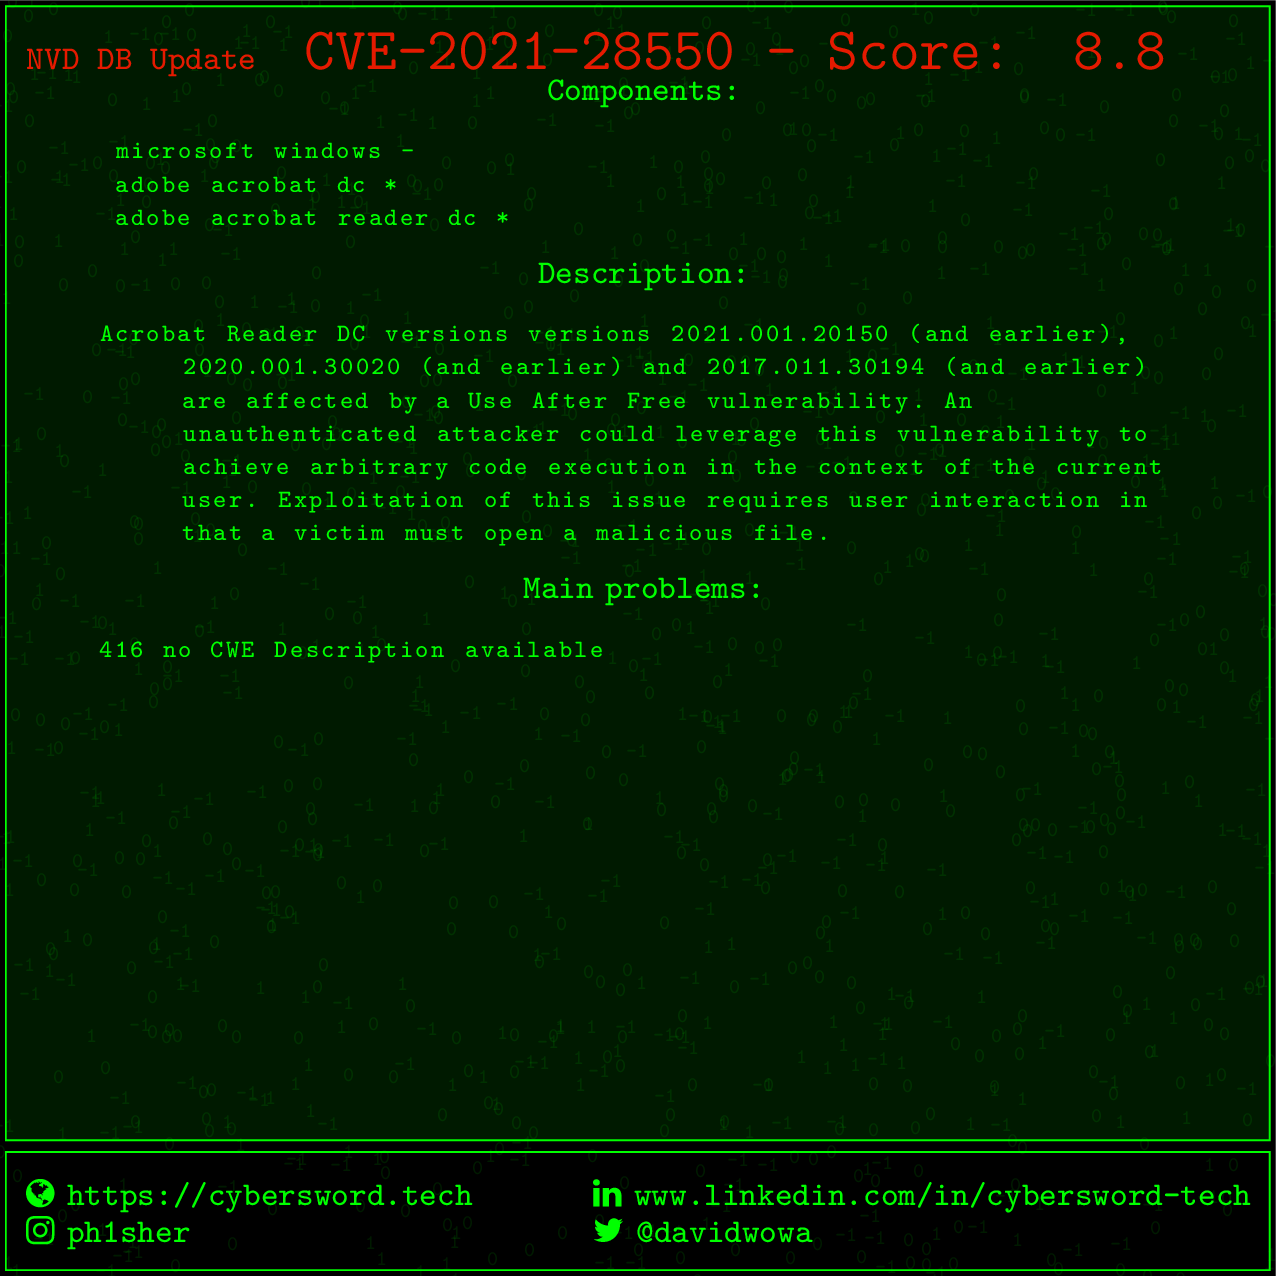 NVD DB Update CVE-2021-28550 - Score: 8.8
Components:
microsoft windows -
adobe acrobat dc *
adobe acrobat reader dc *
Description:
Acrobat Reader DC versions versions 2021.001.20150 (and earlier),
2020.001.30020 (and earlier) and 2017.011.30194 (and earlier)
are affected by a Use After Free vulnerability. An
unauthenticated attacker could leverage this vulnerability to
achieve arbitrary code execution in the context of the current
user. Exploitation of this issue requires user interaction in
that a victim must open a malicious file.
Main problems:
416 no CWE Description available
https://cybersword.tech www.linkedin.com/in/cybersword-tech
ph1sher @davidwowa